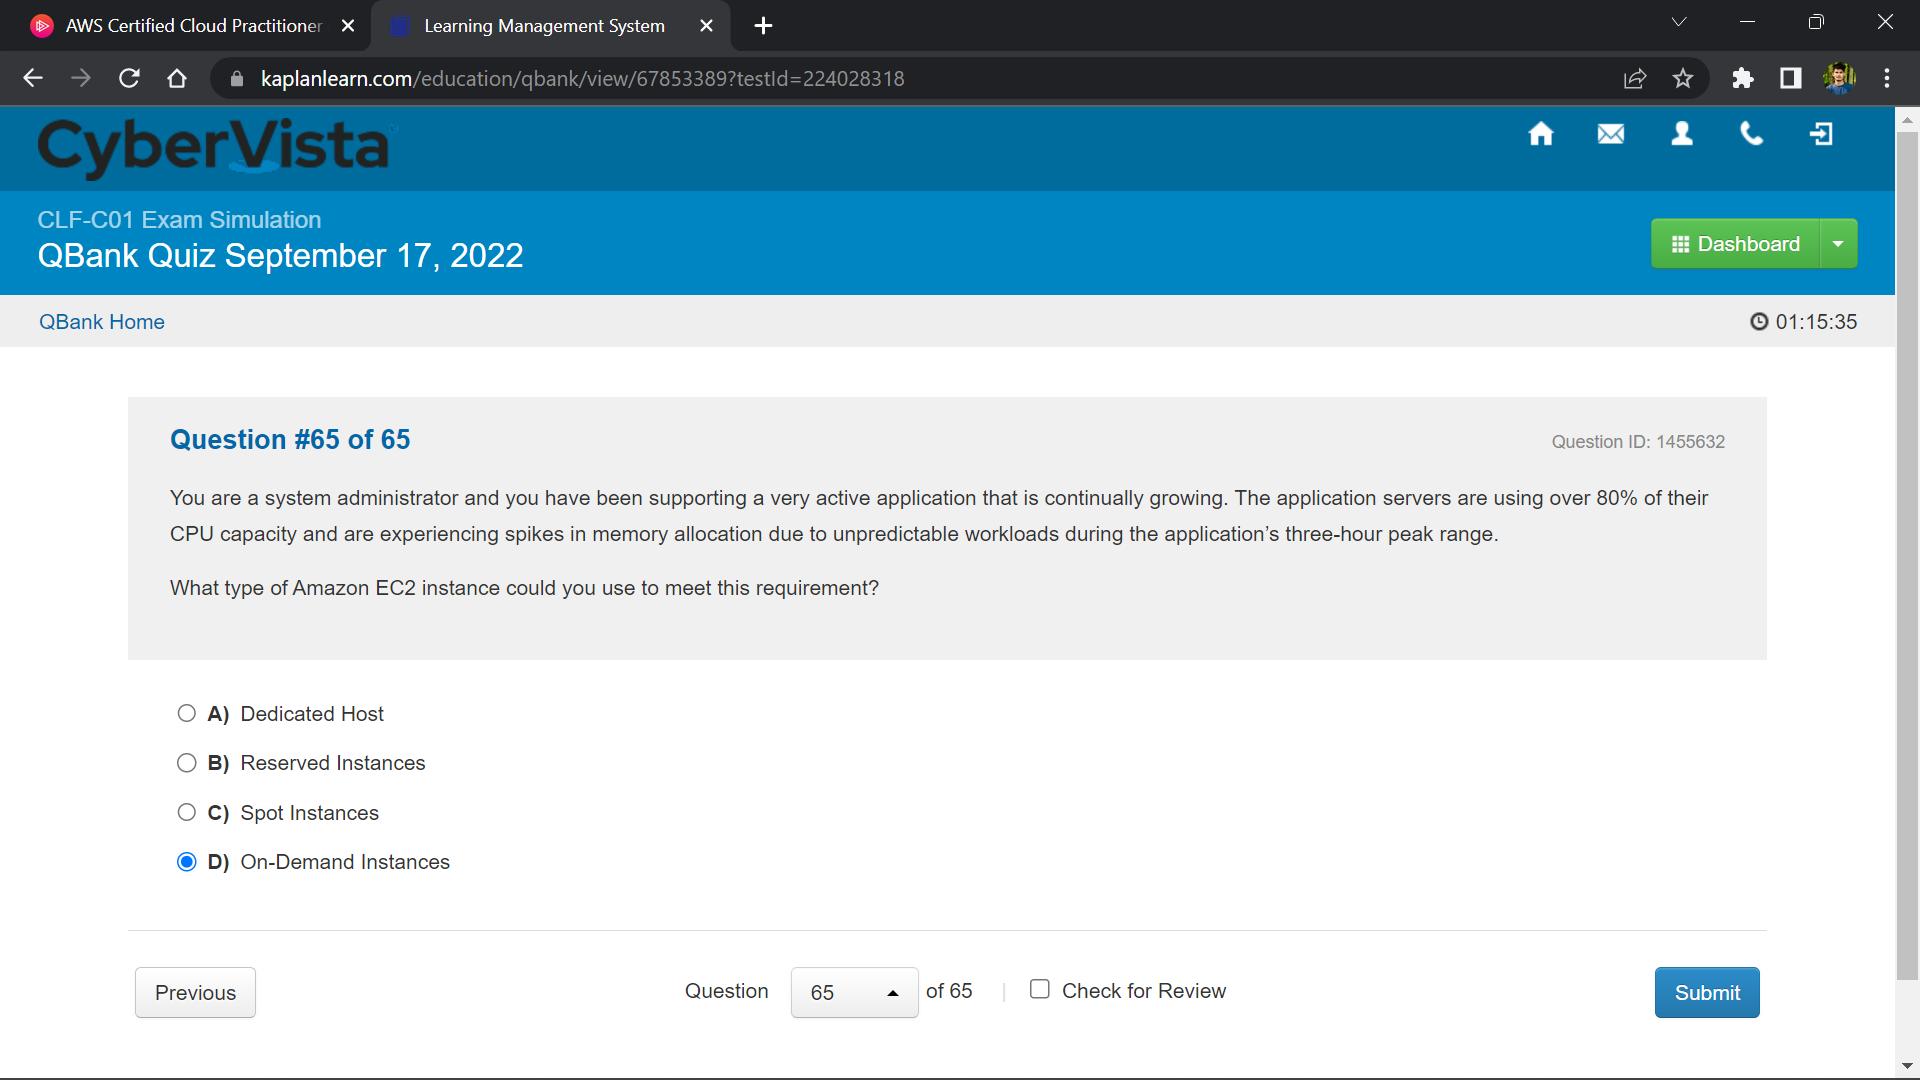 AWS Certified Cloud Practitioner
Learning Management System
kaplanlearn.com/education/qbank/view/67853389?testId=224028318
CyberVista
CLF-C01 Exam Simulation
QBank Quiz September 17, 2022
Dashboard
QBank Home
01:15:35
Question #65 of 65
Question ID: 1455632
You are a system administrator and you have been supporting a very active application that is continually growing. The application servers are using over 80% of their
CPU capacity and are experiencing spikes in memory allocation due to unpredictable workloads during the application’s three-hour peak range.
What type of Amazon EC2 instance could you use to meet this requirement?
A) Dedicated Host
B) Reserved Instances
C) Spot Instances
D) On-Demand Instances
Previous
Question 65 of 65 | Check for Review
Submit